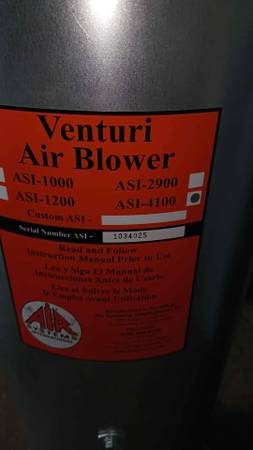 Venturi
Air Blower
ASI-1000 ASI-2900
ASI-1200 ASI-4100
Custom ASI -
Serial Number ASI - 1034025
Read and Follow
Instruction Manual Prior to Use
Lea y Siga El Manual de
Instrucciones Antes de Usarlo
Lire et Suivre le Mode
D'Emploi Avant Utilisation
AIR
SYSTEMS